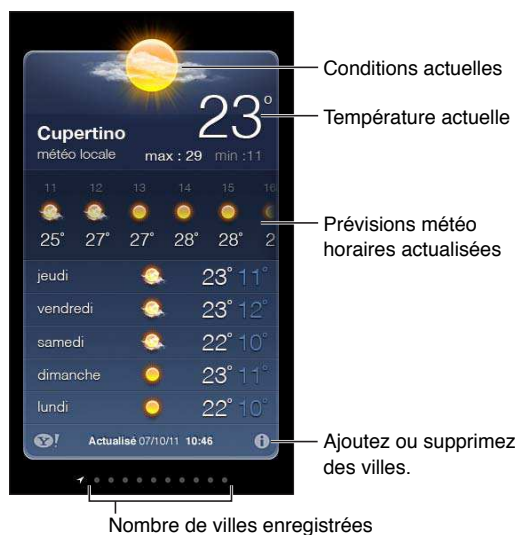 Conditions actuelles
23°
Température actuelle
Cupertino
météo locale
max : 29 min :11
11 12 13 14 15 16
25° 27° 27° 28° 28° 2
Prévisions météo
horaires actualisées
jeudi 23° 11°
vendredi 23° 12°
samedi 22° 10°
dimanche 23° 11°
lundi 22° 10°
Y! Actualisé 07/10/11 10:46 i
Ajoutez ou supprimez
des villes.
Nombre de villes enregistrées